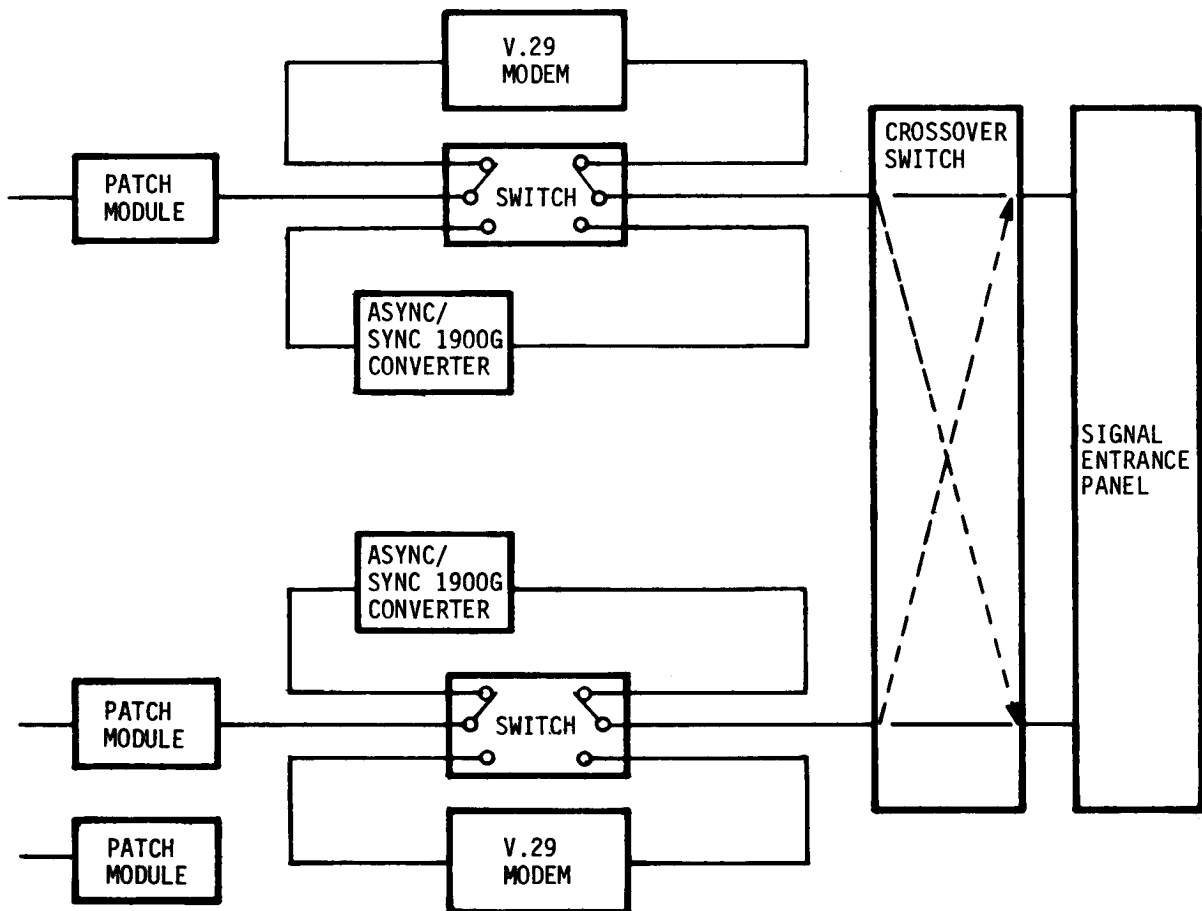 V.29
MODEM
CROSSOVER
SWITCH
PATCH
MODULE
SWITCH
ASYNC/
SYNC 1900G
CONVERTER
SIGNAL
ENTRANCE
PANEL
ASYNC/
SYNC 1900G
CONVERTER
PATCH
MODULE
SWITCH
PATCH
MODULE
V.29
MODEM